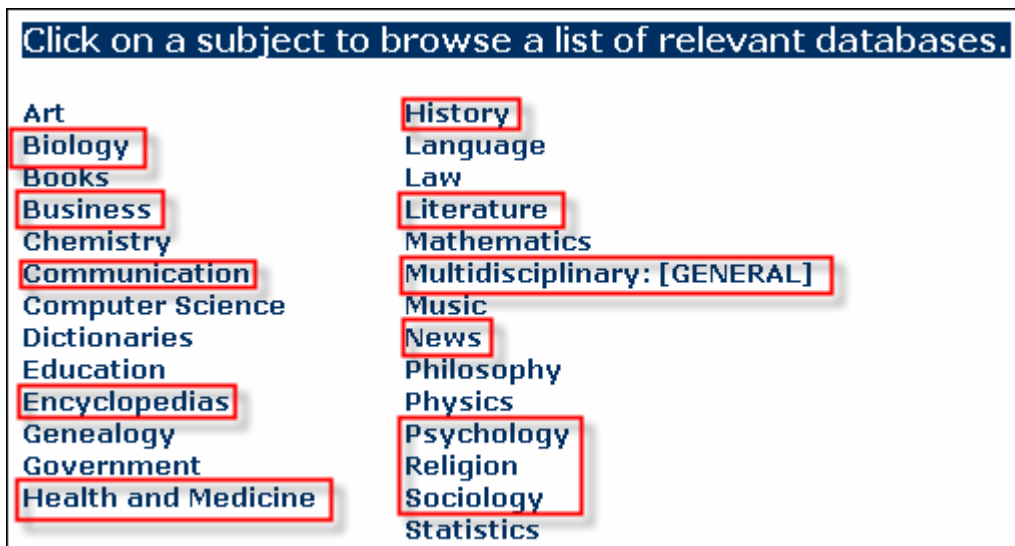 Click on a subject to browse a list of relevant databases.
Art
Biology
Books
Business
Chemistry
Communication
Computer Science
Dictionaries
Education
Encyclopedias
Genealogy
Government
Health and Medicine
History
Language
Law
Literature
Mathematics
Multidisciplinary: [GENERAL]
Music
News
Philosophy
Physics
Psychology
Religion
Sociology
Statistics